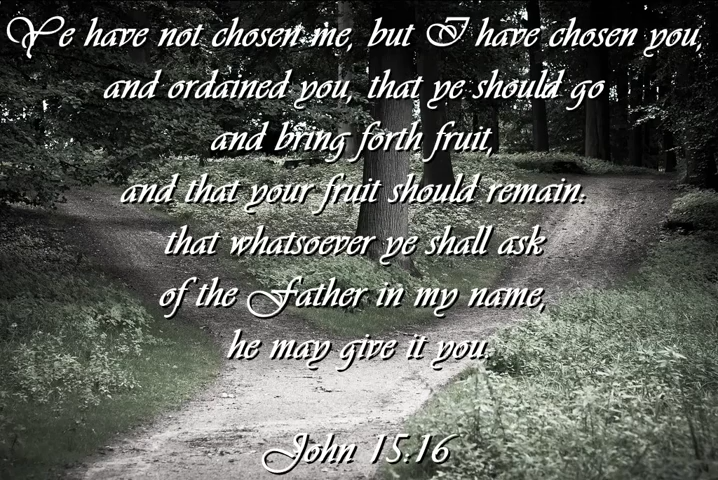 Ye have not chosen me, but I have chosen you,
and ordained you, that ye should go
and bring forth fruit,
and that your fruit should remain:
that whatsoever ye shall ask
of the Father in my name,
he may give it you.
John 15:16